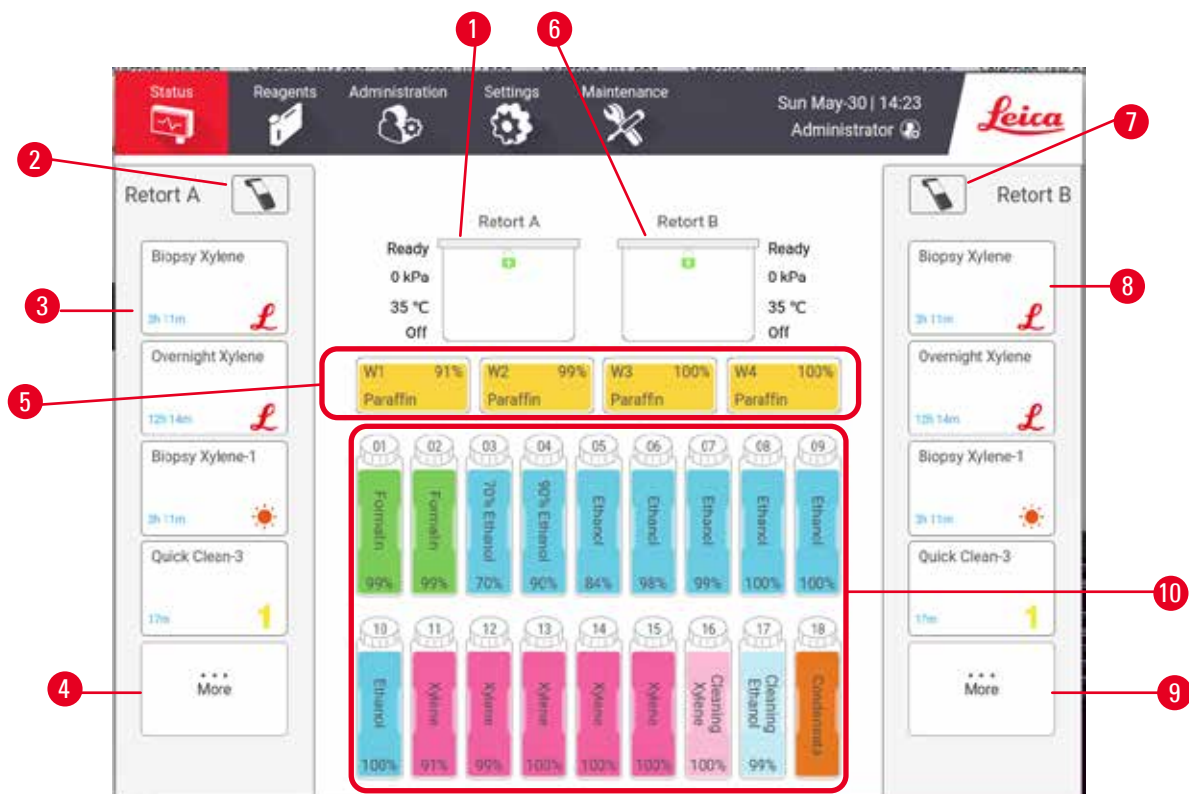 1
6
Status
Reagents
Administration
Settings
Maintenance
Sun May-30 | 14:23
Administrator
Leica
7
2
Retort A
Retort B
Retort A
Retort B
Biopsy Xylene
3h 11m
3
Overnight Xylene
12h 14m
Biopsy Xylene-1
3h 11m
Quick Clean-3
17m
1
4
More
Ready
0 kPa
35 °C
Off
Ready
0 kPa
35 °C
Off
5
W1 91%
Paraffin
W2 99%
Paraffin
W3 100%
Paraffin
W4 100%
Paraffin
01 02 03 04 05 06 07 08 09
Formalin
Formalin
70% Ethanol
90% Ethanol
Ethanol
Ethanol
Ethanol
Ethanol
Ethanol
99% 99% 70% 90% 84% 98% 99% 100% 100%
10 11 12 13 14 15 16 17 18
Ethanol
Xylene
Xylene
Xylene
Xylene
Xylene
Cleaning
Xylene
Cleaning
Ethanol
Condensate
100% 91% 99% 100% 100% 100% 100% 99%
Biopsy Xylene
3h 11m
8
Overnight Xylene
12h 14m
Biopsy Xylene-1
3h 11m
Quick Clean-3
17m
1
10
More
9